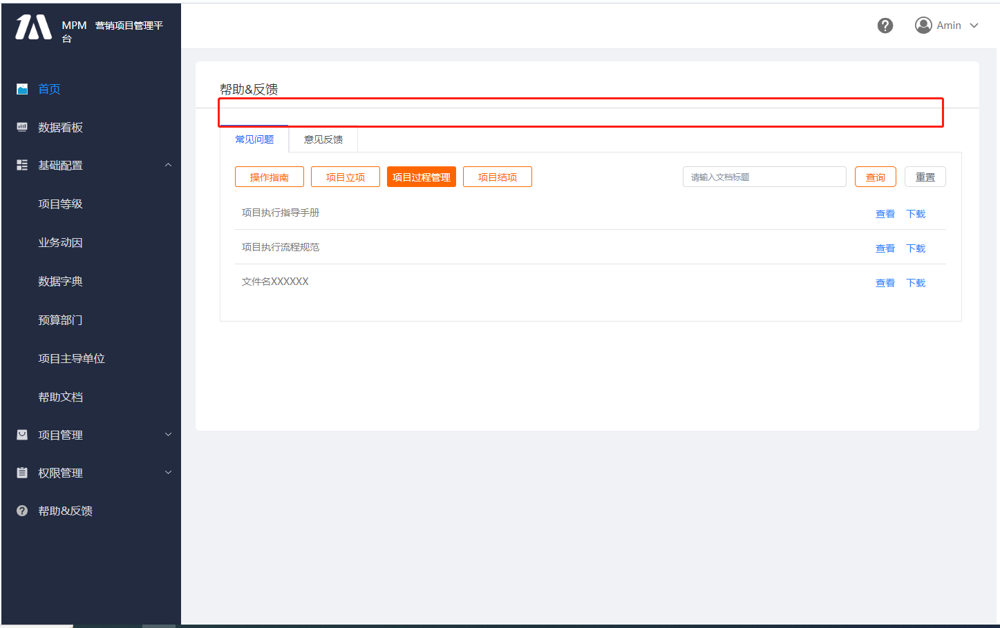 MPM 营销项目管理平
台
Amin
首页
数据看板
基础配置
项目等级
业务动因
数据字典
预算部门
项目主导单位
帮助文档
项目管理
权限管理
帮助&反馈
帮助&反馈
常见问题 意见反馈
操作指南 项目立项 项目过程管理 项目结项 请输入文档标题 查询 重置
项目执行指导手册 查看 下载
项目执行流程规范 查看 下载
文件名XXXXXX 查看 下载